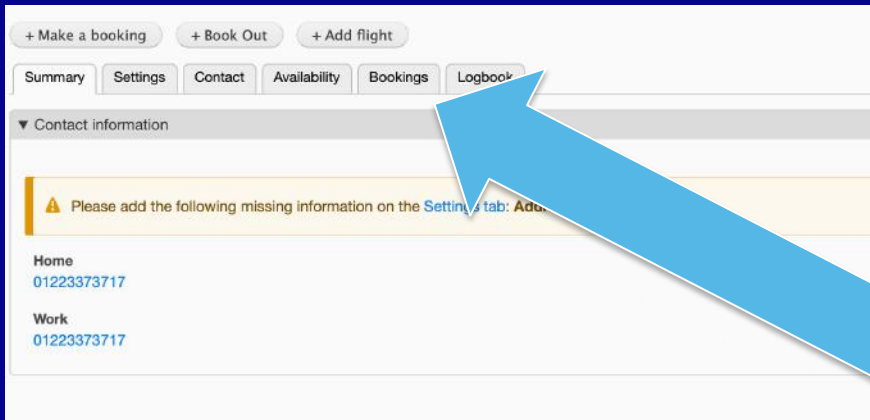 + Make a booking + Book Out + Add flight
Summary Settings Contact Availability Bookings Logbook
▼ Contact information
Please add the following missing information on the Settings tab:
Home
01223373717
Work
01223373717